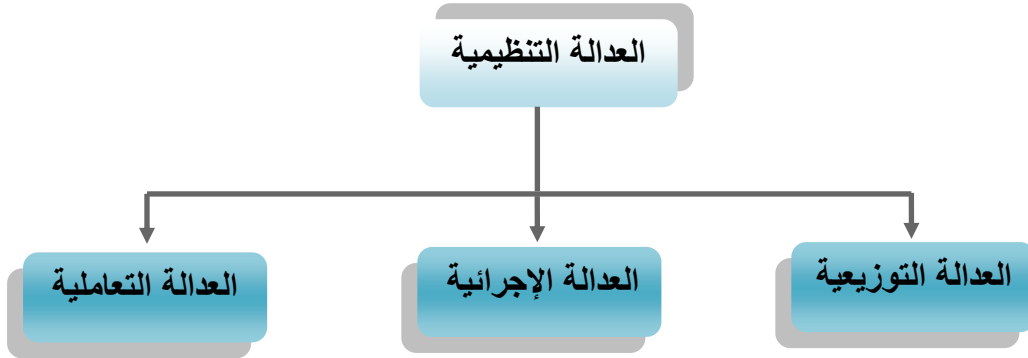 العدالة التنظيمية
العدالة التوزيعية
العدالة الإجرائية
العدالة التعاملية